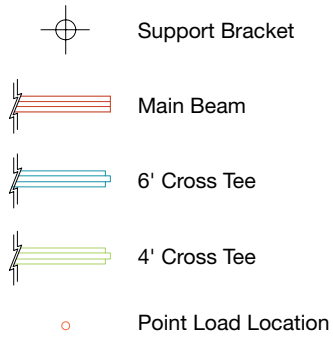 Support Bracket
Main Beam
6' Cross Tee
4' Cross Tee
Point Load Location